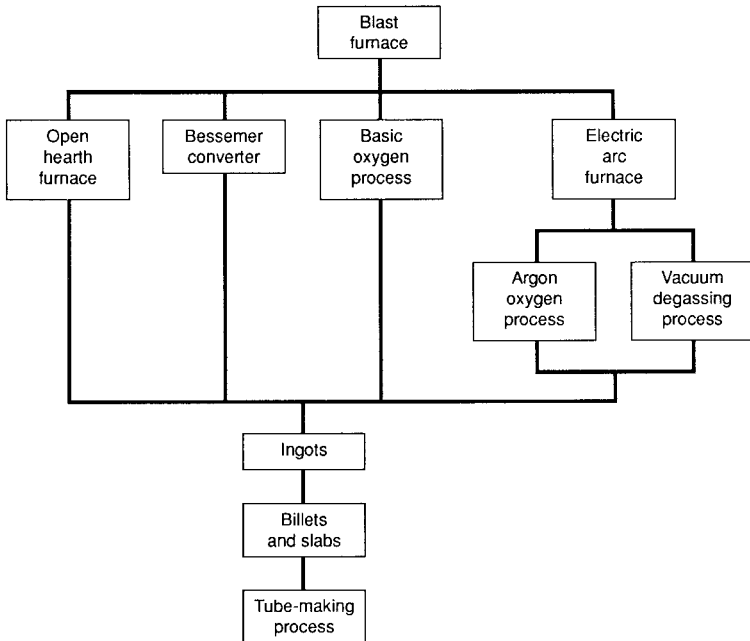 Blast
furnace
Open
hearth
furnace
Bessemer
converter
Basic
oxygen
process
Electric
arc
furnace
Argon
oxygen
process
Vacuum
degassing
process
Ingots
Billets
and slabs
Tube-making
process